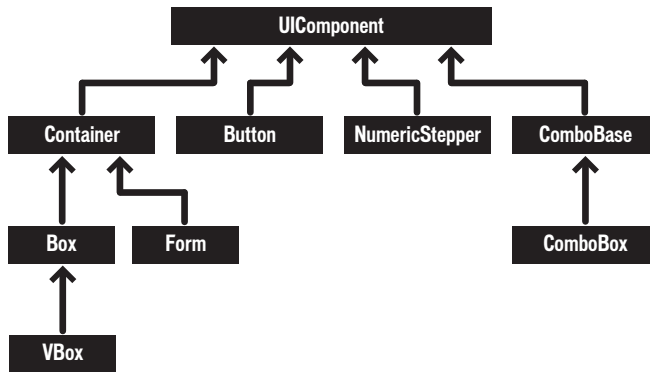 UIComponent
Container
Button
NumericStepper
ComboBase
Box
Form
ComboBox
VBox